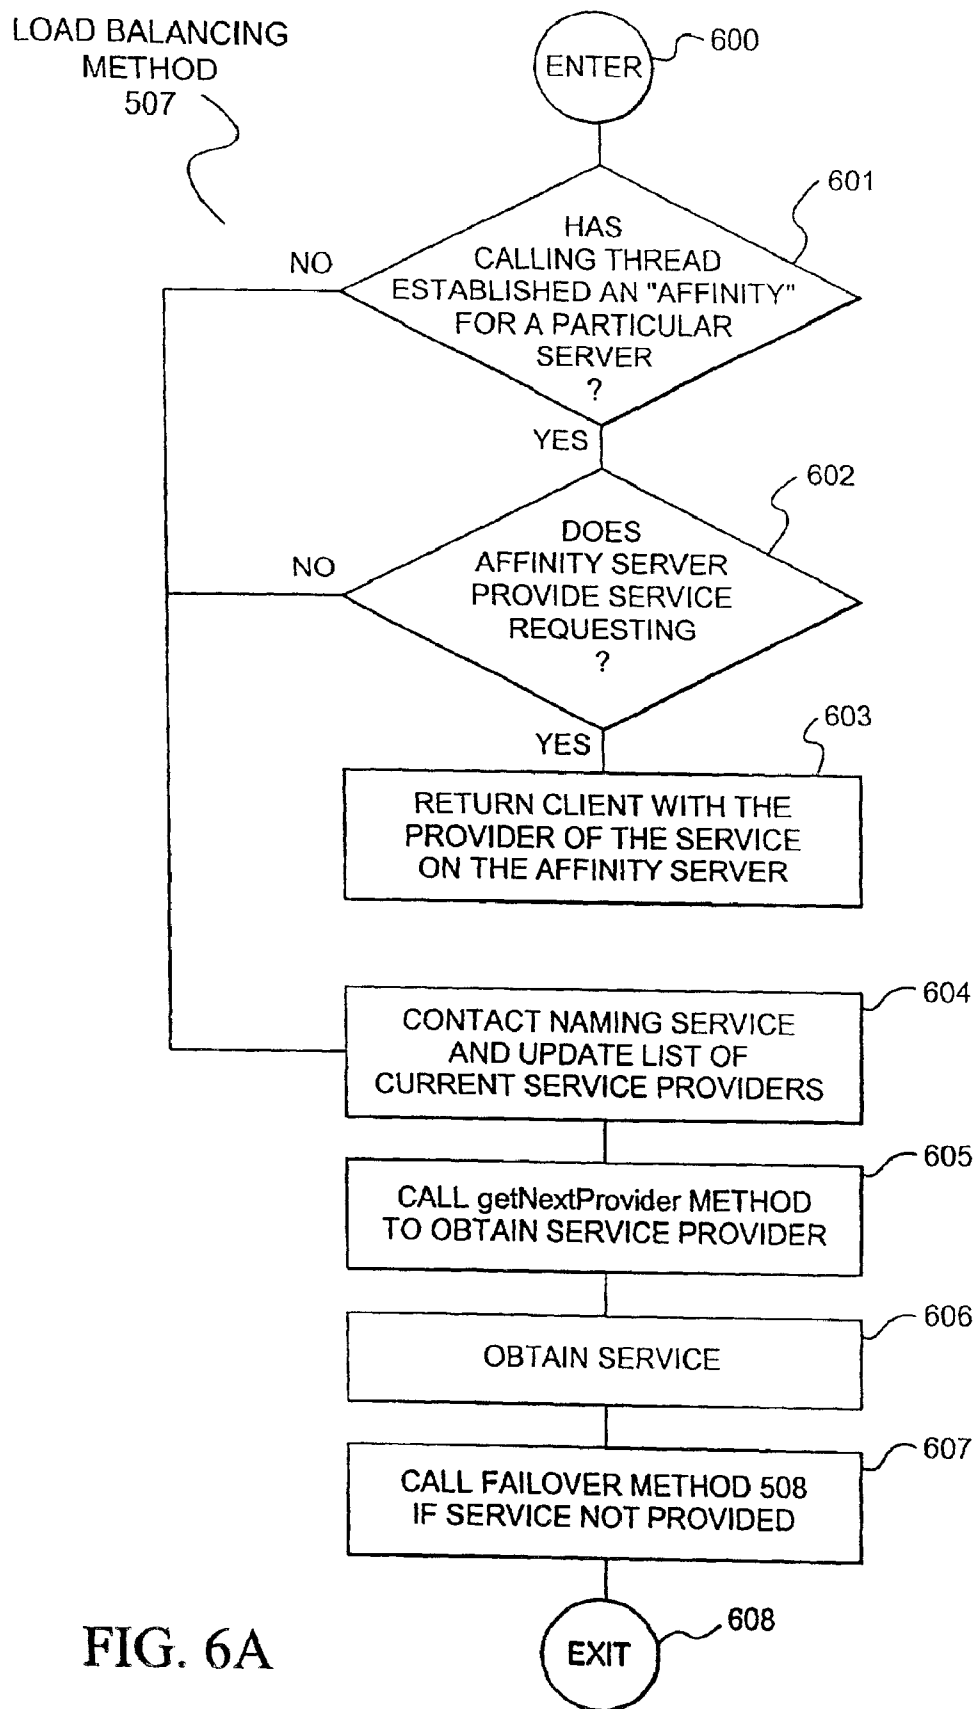 LOAD BALANCING
METHOD
507
ENTER
600
HAS
CALLING THREAD
ESTABLISHED AN "AFFINITY"
FOR A PARTICULAR
SERVER
?
601
NO
YES
DOES
AFFINITY SERVER
PROVIDE SERVICE
REQUESTING
?
602
NO
YES
603
RETURN CLIENT WITH THE
PROVIDER OF THE SERVICE
ON THE AFFINITY SERVER
604
CONTACT NAMING SERVICE
AND UPDATE LIST OF
CURRENT SERVICE PROVIDERS
605
CALL getNextProvider METHOD
TO OBTAIN SERVICE PROVIDER
606
OBTAIN SERVICE
607
CALL FAILOVER METHOD 508
IF SERVICE NOT PROVIDED
608
EXIT
FIG. 6A